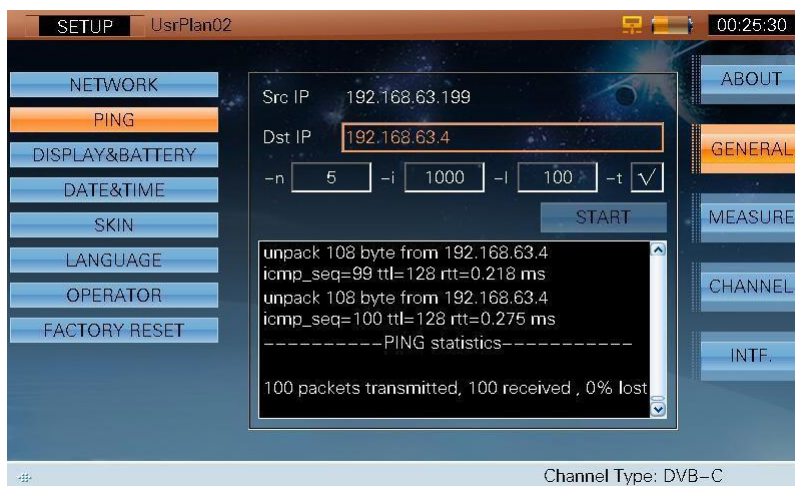 SETUP UsrPlan02 00:25:30
NETWORK
PING
DISPLAY&BATTERY
DATE&TIME
SKIN
LANGUAGE
OPERATOR
FACTORY RESET
Src IP 192.168.63.199
Dst IP 192.168.63.4
-n 5 -i 1000 -l 100 -t √
START
unpack 108 byte from 192.168.63.4
icmp_seq=99 ttl=128 rtt=0.218 ms
unpack 108 byte from 192.168.63.4
icmp_seq=100 ttl=128 rtt=0.275 ms
----------PING statistics-----------
100 packets transmitted, 100 received , 0% lost
ABOUT
GENERAL
MEASURE
CHANNEL
INTF.
Channel Type: DVB-C